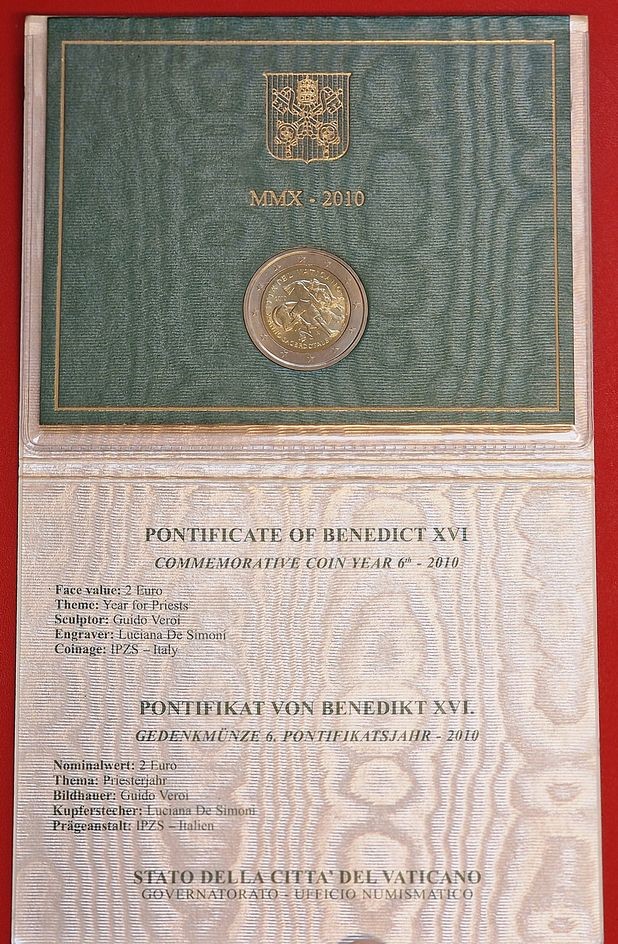 MMX - 2010
PONTIFICATE OF BENEDICT XVI
COMMEMORATIVE COIN YEAR 6th - 2010
Face value: 2 Euro
Theme: Year for Priests
Sculptor: Guido Veroi
Engraver: Luciana De Simoni
Coinage: IPZS – Italy
PONTIFIKAT VON BENEDIKT XVI.
GEDENKMÜNZE 6. PONTIFIKATSJAHR - 2010
Nominalwert: 2 Euro
Thema: Priesterjahr
Bildhauer: Guido Veroi
Kupferstecher: Luciana De Simoni
Prägeanstalt: IPZS – Italien
STATO DELLA CITTA' DEL VATICANO
GOVERNATORATO - UFFICIO NUMISMATICO